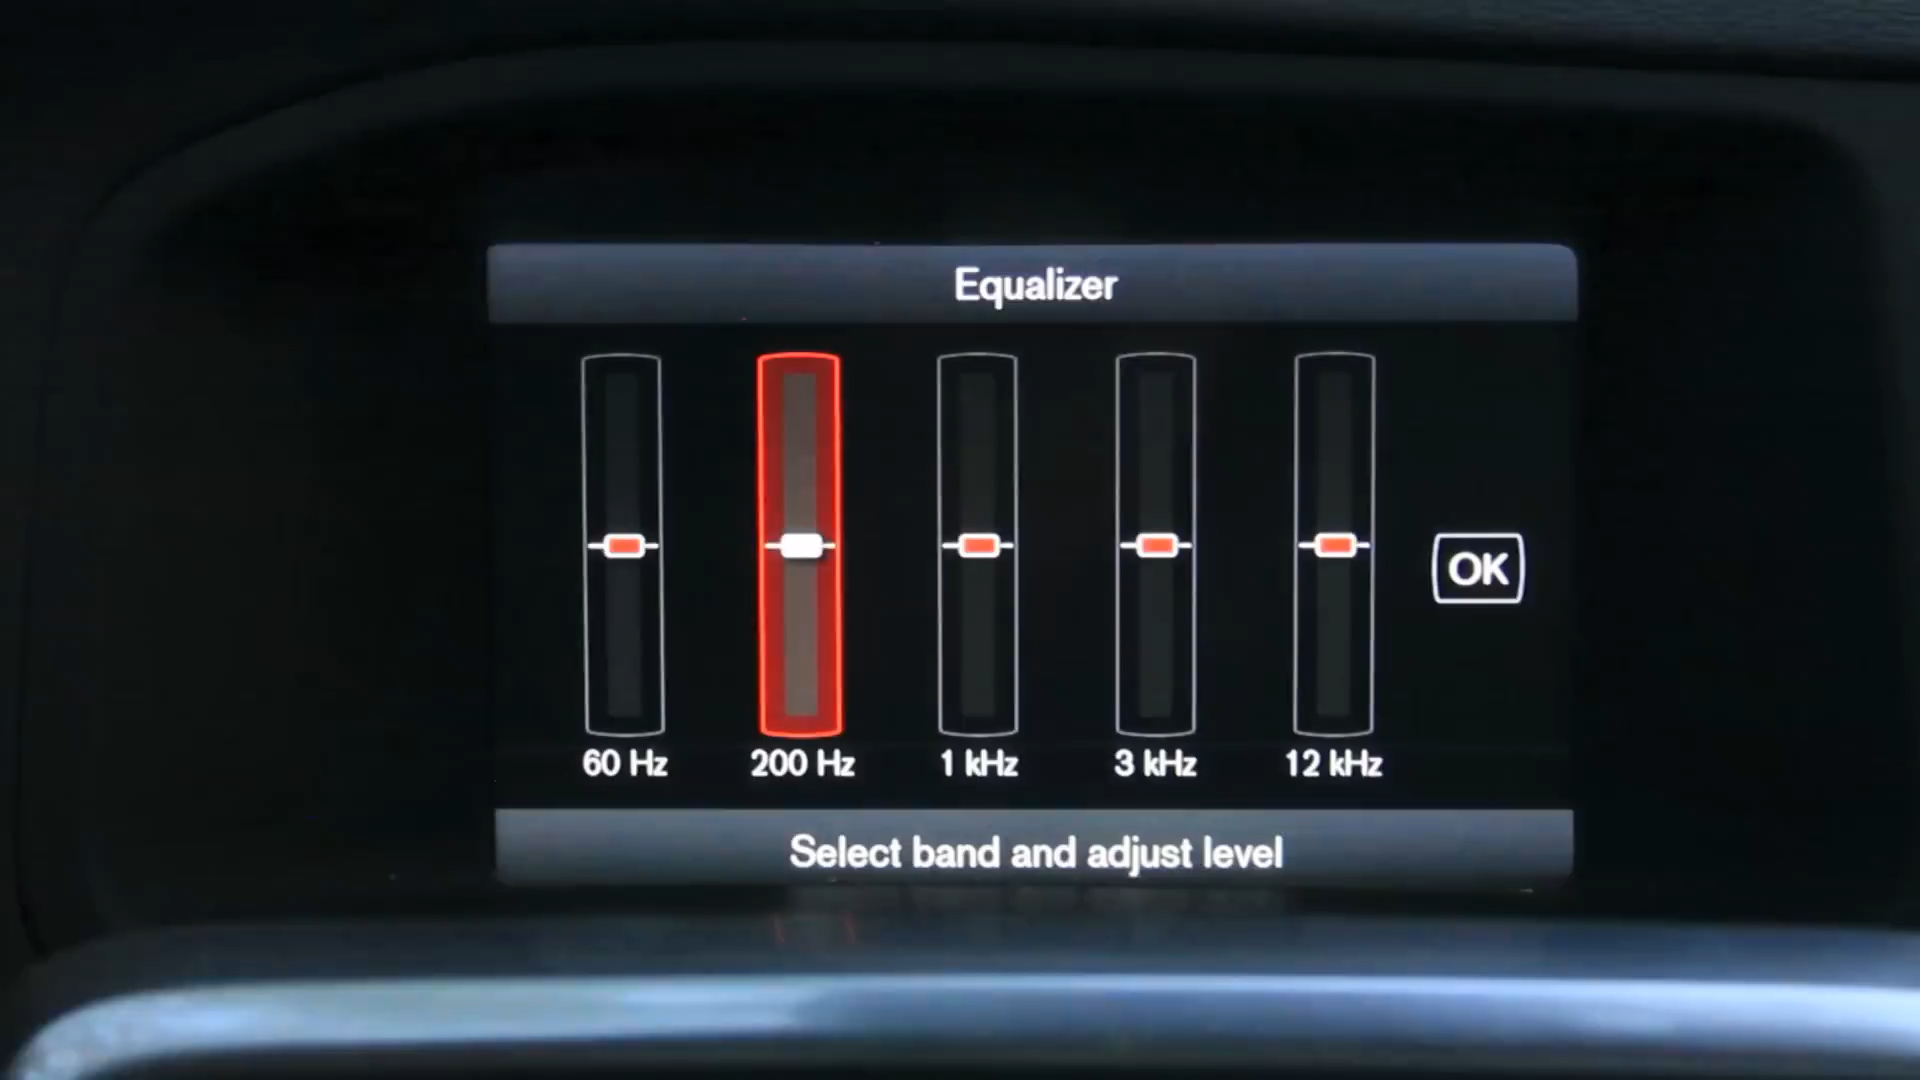 Equalizer
60 Hz 200 Hz 1 kHz 3 kHz 12 kHz
OK
Select band and adjust level